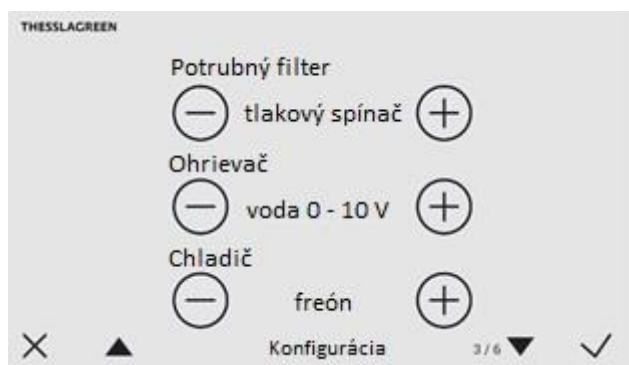 THESSLAGREEN
Potrubný filter
tlakový spínač
Ohrievač
voda 0 - 10 V
Chladič
freón
Konfigurácia 3/6